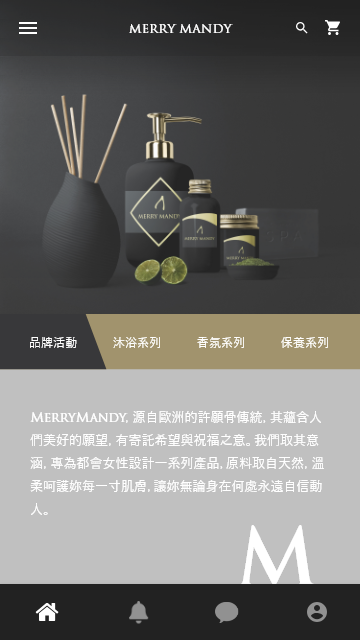 MERRY MANDY
MERRY MANDY
MERRY MANDY
品牌活動
沐浴系列
香氛系列
保養系列
MERRYMANDY, 源自歐洲的許願骨傳統, 其蘊含人
們美好的願望, 有寄託希望與祝福之意。我們取其意
涵, 專為都會女性設計一系列產品, 原料取自天然, 溫
柔呵護妳每一寸肌膚, 讓妳無論身在何處永遠自信動
人。
M